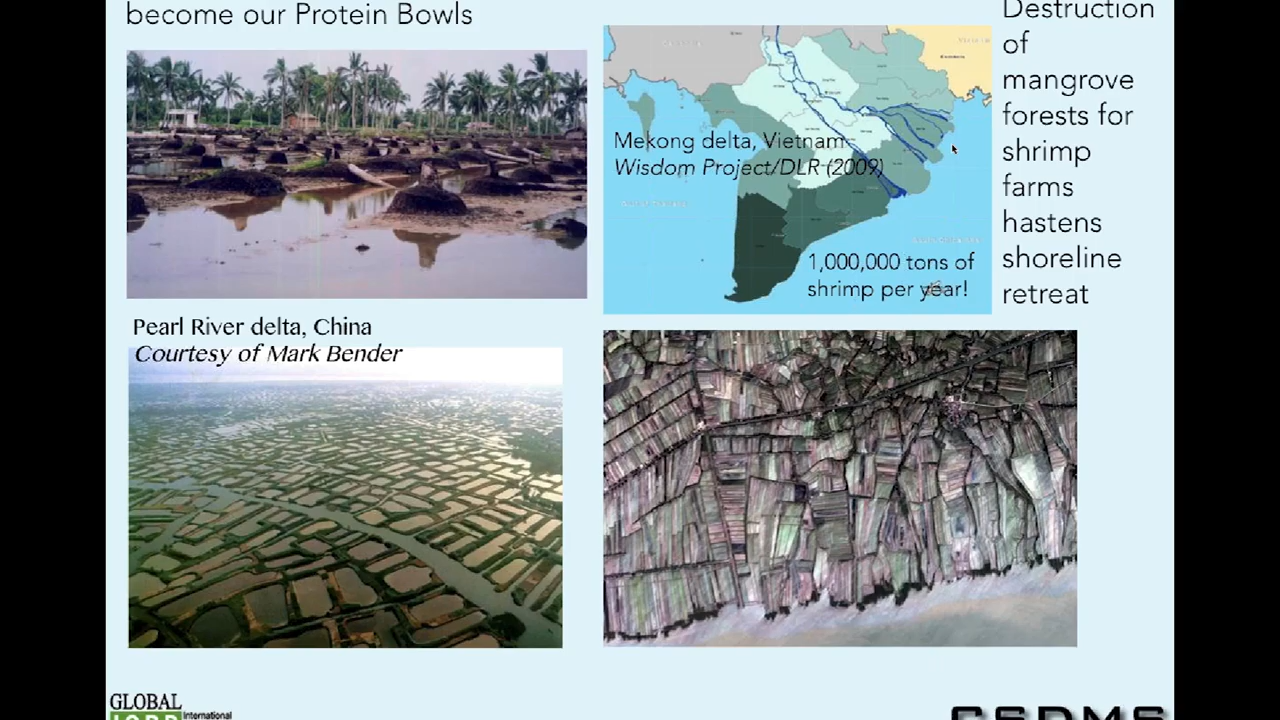 become our Protein Bowls
Mekong delta, Vietnam
Wisdom Project/DLR (2009)
1,000,000 tons of
shrimp per year!
Destruction
of
mangrove
forests for
shrimp
farms
hastens
shoreline
retreat
Pearl River delta, China
Courtesy of Mark Bender
GLOBAL
International
CSDMS